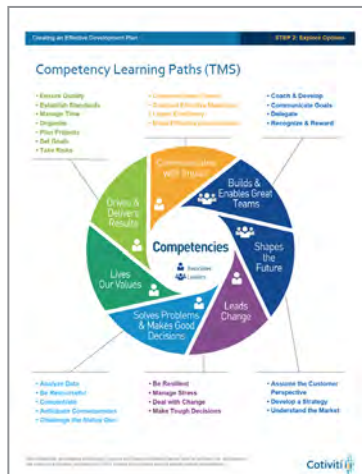 Creating an Effective Development Plan
STEP 2: Explore Options
Competency Learning Paths (TMS)
• Ensure Quality
• Establish Standards
• Manage Time
• Organize
• Plan Projects
• Set Goals
• Take Risks
• Coach & Develop
• Communicate Goals
• Delegate
• Recognize & Reward
Communicates
With Impact
Builds &
Enables Great
Teams
Drives &
Delivers
Results
Competencies
Associates
Leaders
Shapes
the Future
Lives
Our Values
Leads
Change
Solves Problems
& Makes Good
Decisions
• Analyze Data
• Be Resourceful
• Anticipate Consequences
• Challenge the Status Quo
• Be Resilient
• Manage Stress
• Deal with Change
• Make Tough Decisions
• Assume the Customer
Perspective
• Develop a Strategy
• Understand the Market
Cotiviti